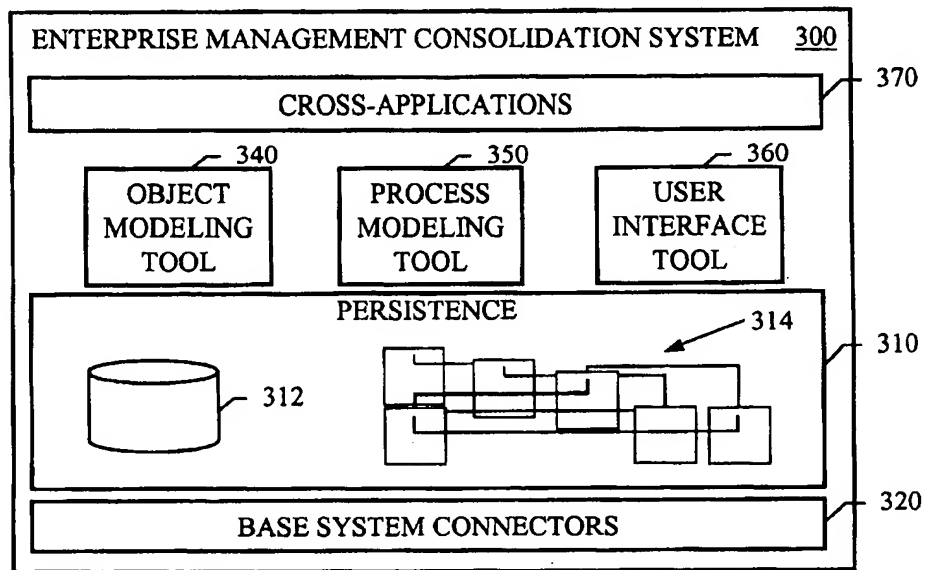 ENTERPRISE MANAGEMENT CONSOLIDATION SYSTEM 300
CROSS-APPLICATIONS
370
340
OBJECT
MODELING
TOOL
350
PROCESS
MODELING
TOOL
360
USER
INTERFACE
TOOL
PERSISTENCE
314
310
312
BASE SYSTEM CONNECTORS
320